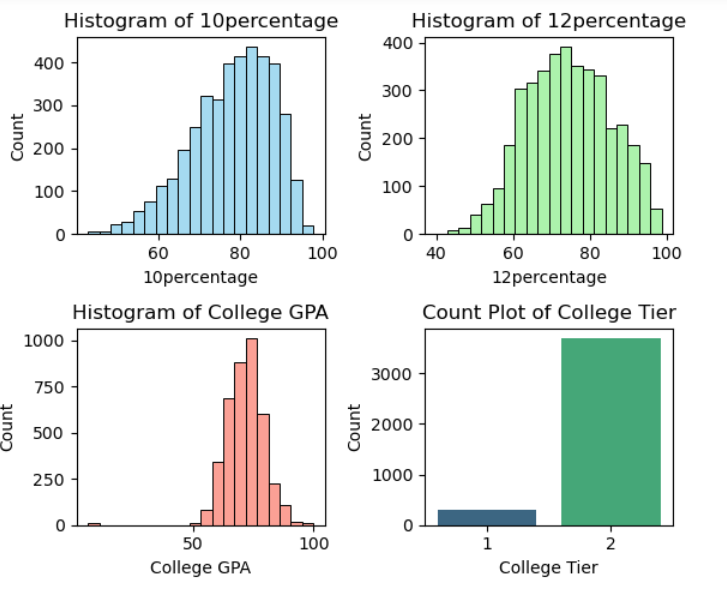 Histogram of 10percentage
Count
400
300
200
100
0
60
80
100
10percentage
Histogram of 12percentage
Count
400
300
200
100
0
40
60
80
100
12percentage
Histogram of College GPA
Count
1000
750
500
250
0
50
100
College GPA
Count Plot of College Tier
Count
3000
2000
1000
0
1
2
College Tier